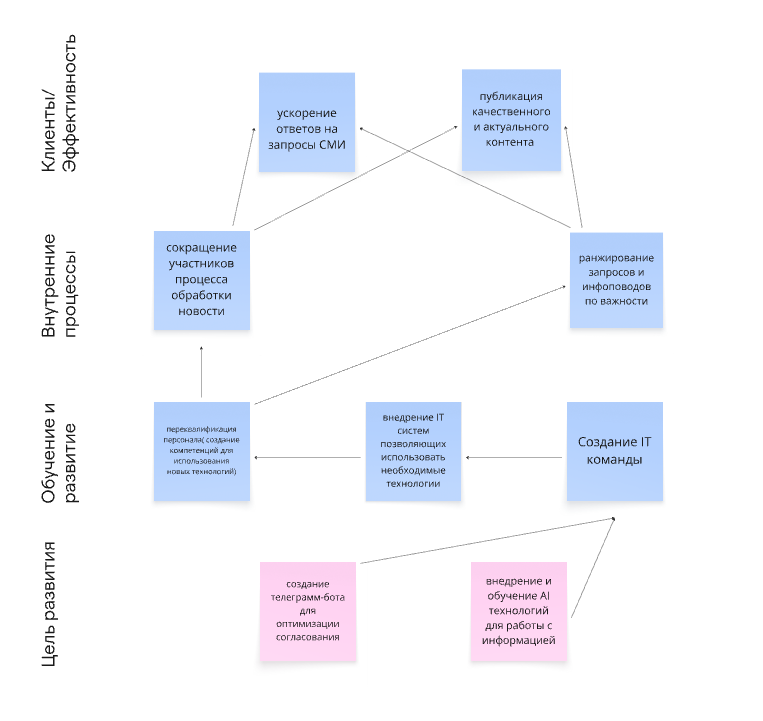 Клиенты/
Эффективность
ускорение
ответов на
запросы СМИ
публикация
качественного
и актуального
контента
Внутренние
процессы
сокращение
участников
процесса
обработки
новости
ранжирование
запросов и
инфоповодов
по важности
Обучение и
развитие
переквалификация
персонала( создание
компетенций для
использования
новых технологий)
внедрение IT
систем
позволяющих
использовать
необходимые
технологии
Создание IT
команды
Цель развития
создание
телеграмм-бота
для
оптимизации
согласования
внедрение и
обучение AI
технологий
для работы с
информацией